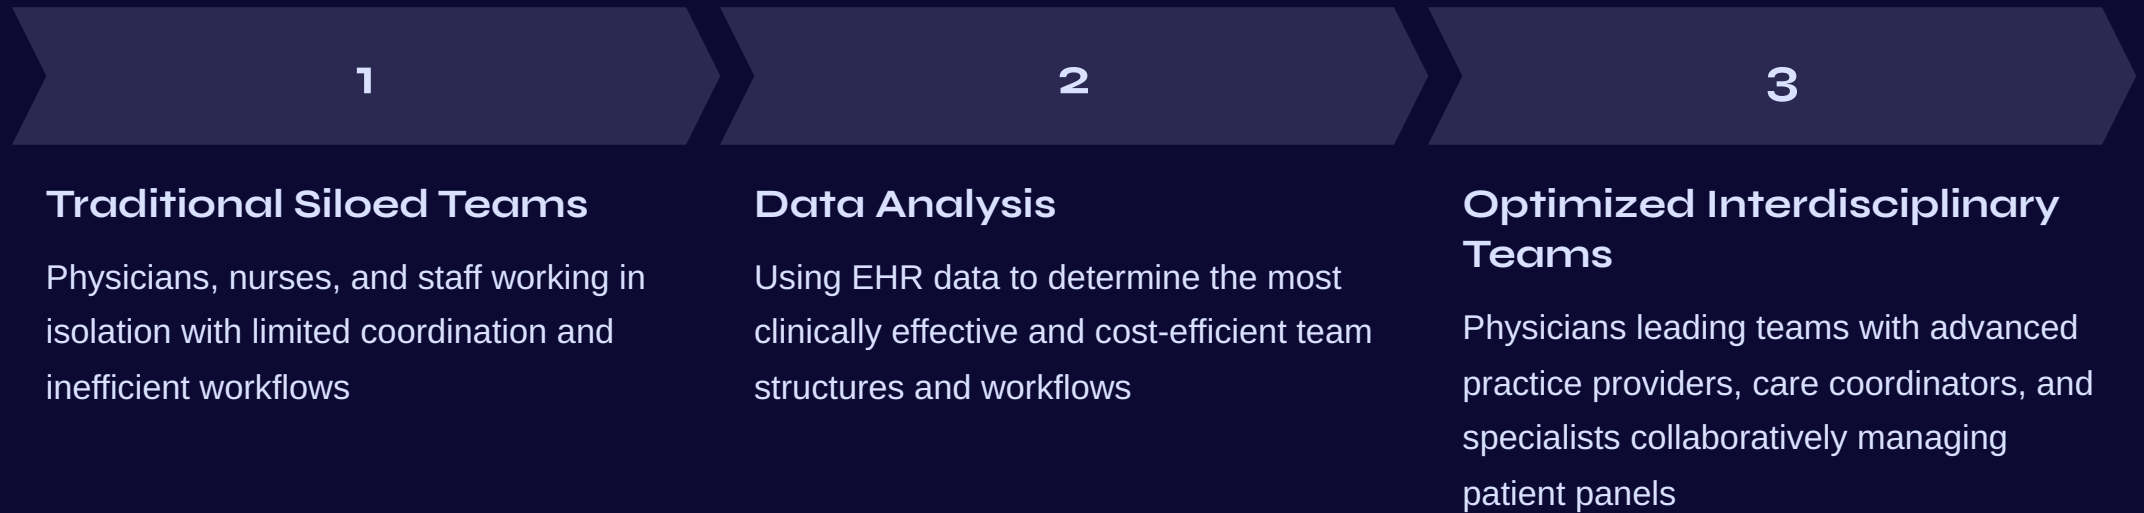 1
Traditional Siloed Teams
Physicians, nurses, and staff working in
isolation with limited coordination and
inefficient workflows
2
Data Analysis
Using EHR data to determine the most
clinically effective and cost-efficient team
structures and workflows
3
Optimized Interdisciplinary
Teams
Physicians leading teams with advanced
practice providers, care coordinators, and
specialists collaboratively managing
patient panels